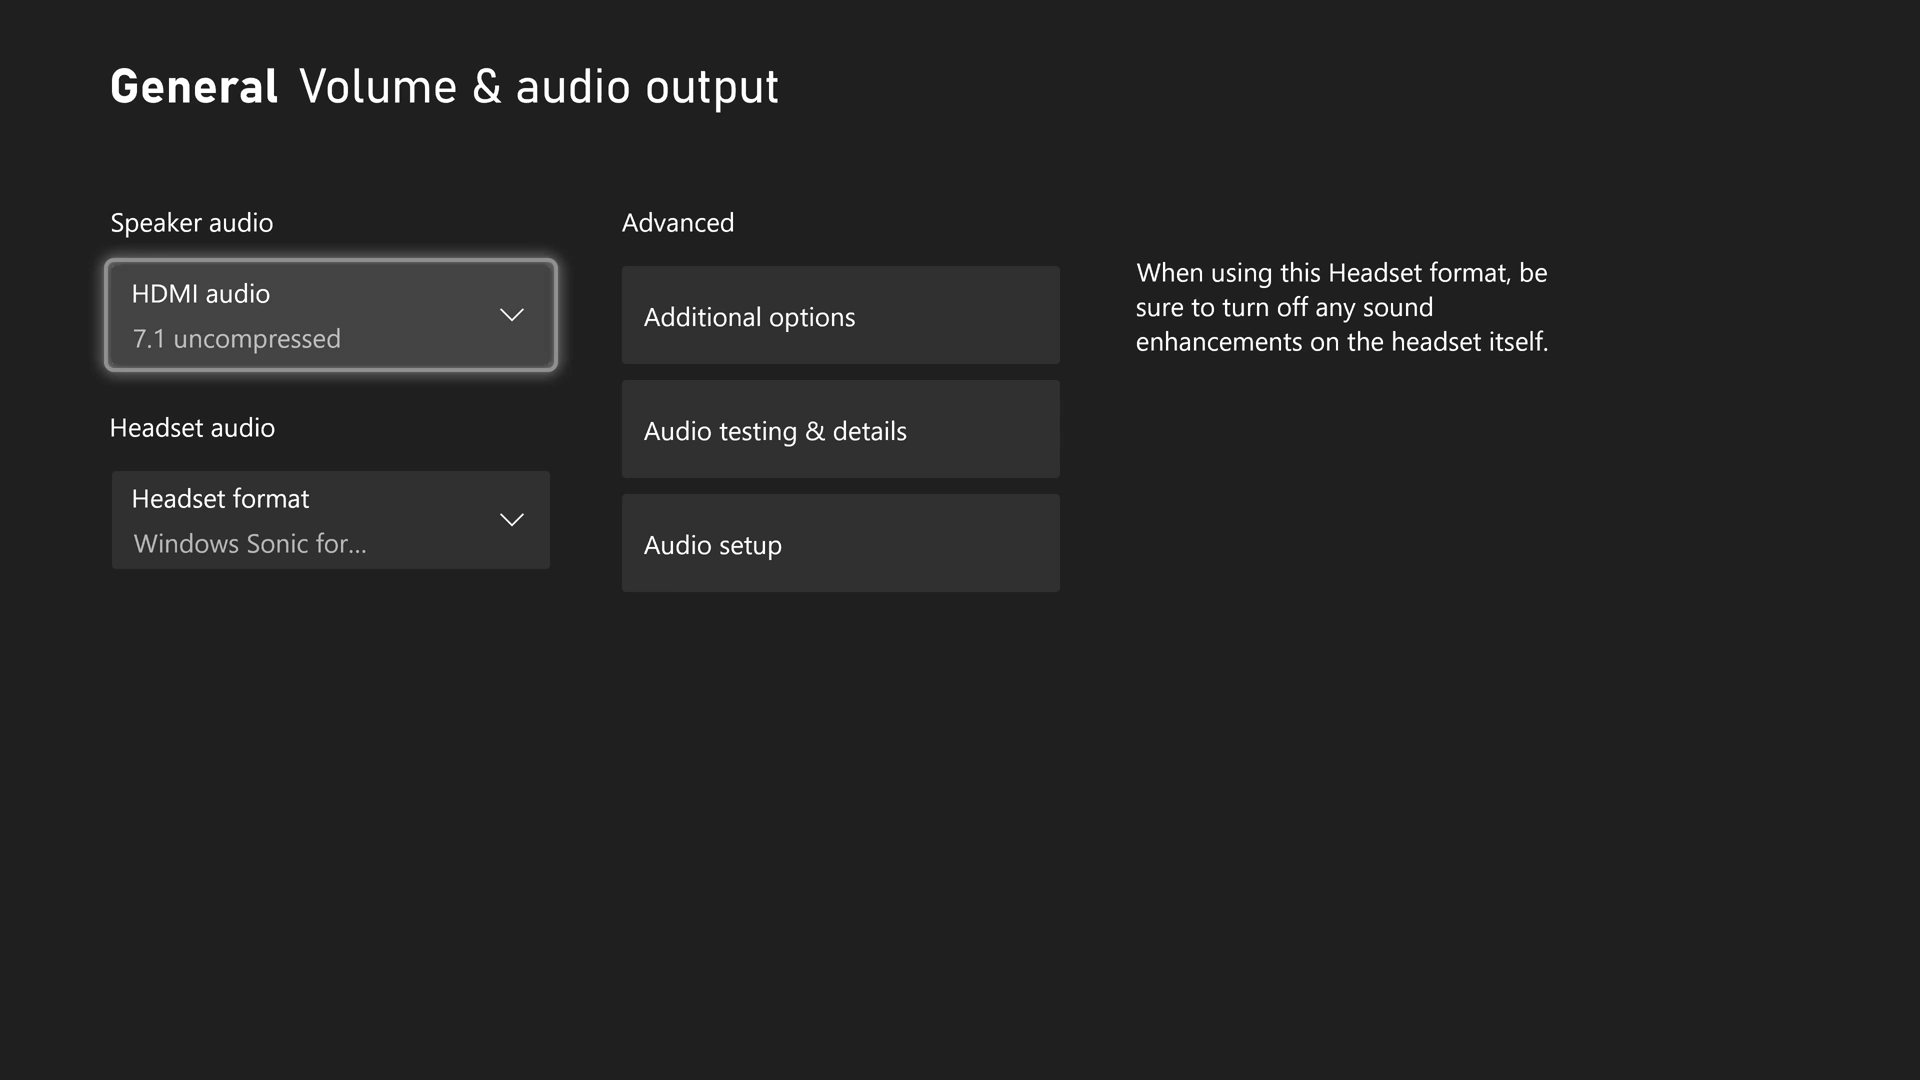 General Volume & audio output
Speaker audio
HDMI audio
7.1 uncompressed
Headset audio
Headset format
Windows Sonic for...
Advanced
Additional options
Audio testing & details
Audio setup
When using this Headset format, be
sure to turn off any sound
enhancements on the headset itself.